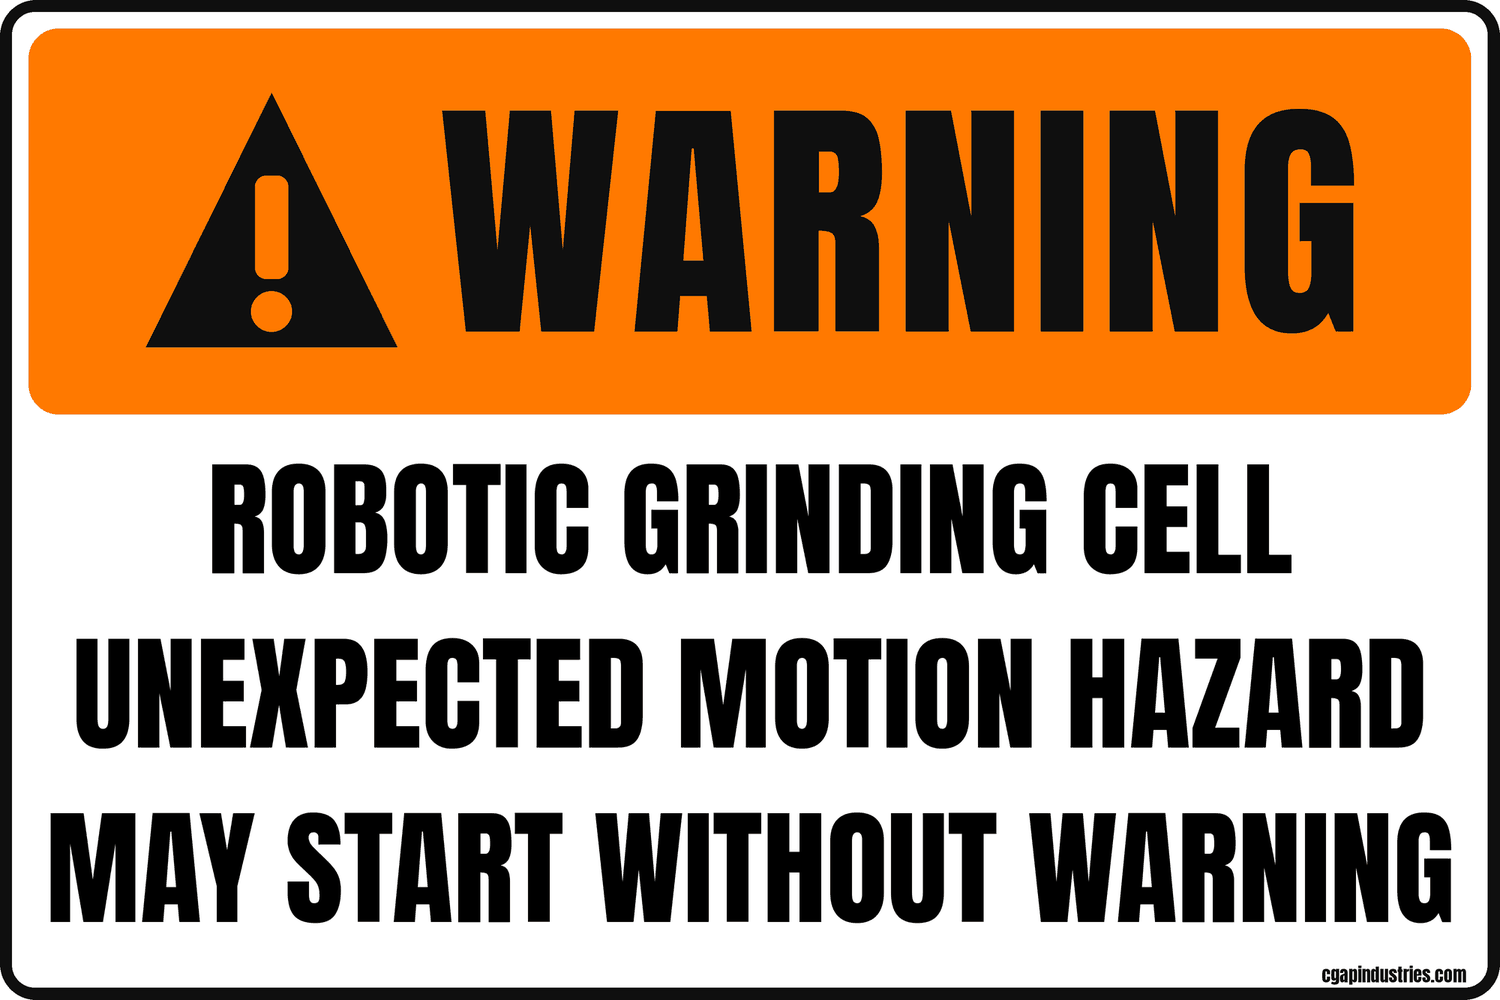 WARNING
ROBOTIC GRINDING CELL
UNEXPECTED MOTION HAZARD
MAY START WITHOUT WARNING
cgapindustries.com